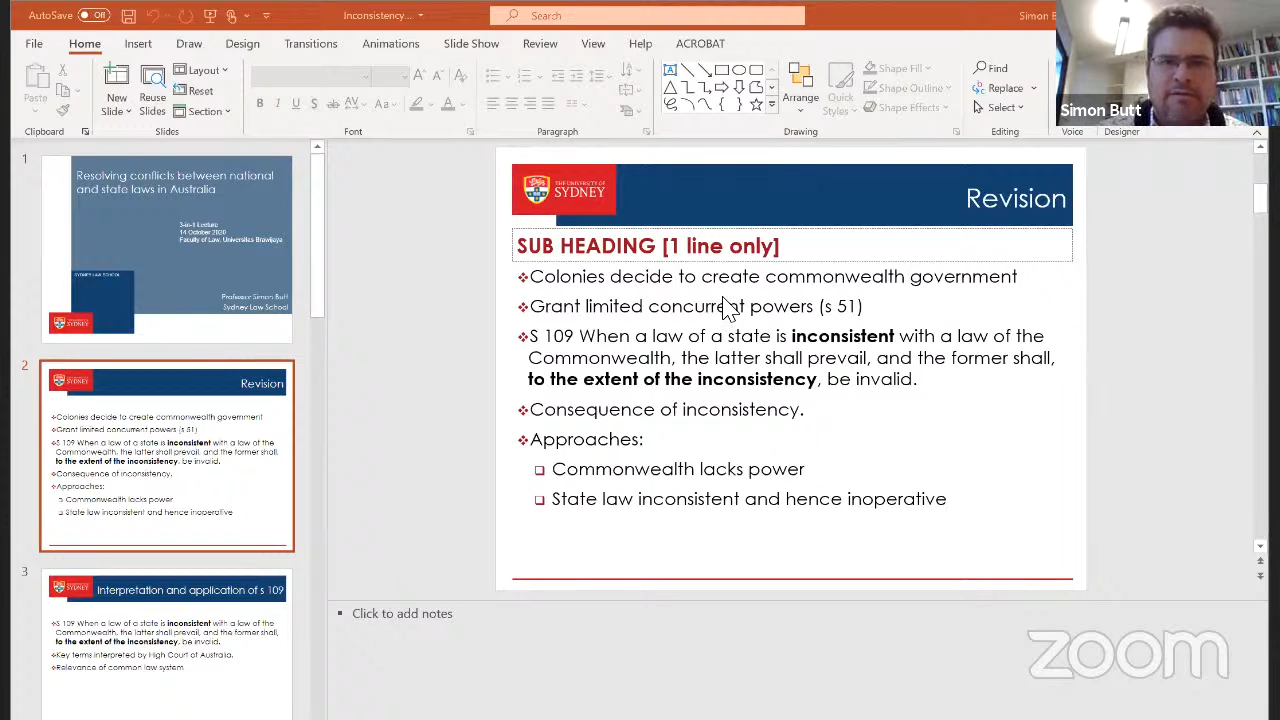 AutoSave Off
Inconsistency...
Search
Simon B
File Home Insert Draw Design Transitions Animations Slide Show Review View Help ACROBAT
Paste
New Slide
Reuse Slides
Layout
Reset
Section
B I U S ab AV Aa A
Arrange
Quick Styles
Shape Fill
Shape Outline
Shape Effects
Find
Replace
Select
Clipboard
Slides
Font
Paragraph
Drawing
Editing
Voice
Designer
Simon Butt
1
Resolving conflicts between national
and state laws in Australia
3-in-1 Lecture
14 October 2020
Faculty of Law, Universitas Brawijaya
SYDNEY LAW SCHOOL
Professor Simon Butt
Sydney Law School
SYDNEY
2
SYDNEY
Revision
Colonies decide to create commonwealth government
Grant limited concurrent powers (s 51)
S 109 When a law of a state is inconsistent with a law of the
Commonwealth, the latter shall prevail, and the former shall,
to the extent of the inconsistency, be invalid.
Consequence of inconsistency.
Approaches:
Commonwealth lacks power
State law inconsistent and hence inoperative
3
SYDNEY
Interpretation and application of s 109
S 109 When a law of a state is inconsistent with a law of the
Commonwealth, the latter shall prevail, and the former shall,
to the extent of the inconsistency, be invalid.
Key terms interpreted by High Court of Australia.
Relevance of common law system
THE UNIVERSITY OF
SYDNEY
Revision
SUB HEADING [1 line only]
Colonies decide to create commonwealth government
Grant limited concurrent powers (s 51)
S 109 When a law of a state is inconsistent with a law of the
Commonwealth, the latter shall prevail, and the former shall,
to the extent of the inconsistency, be invalid.
Consequence of inconsistency.
Approaches:
Commonwealth lacks power
State law inconsistent and hence inoperative
Click to add notes
zoom